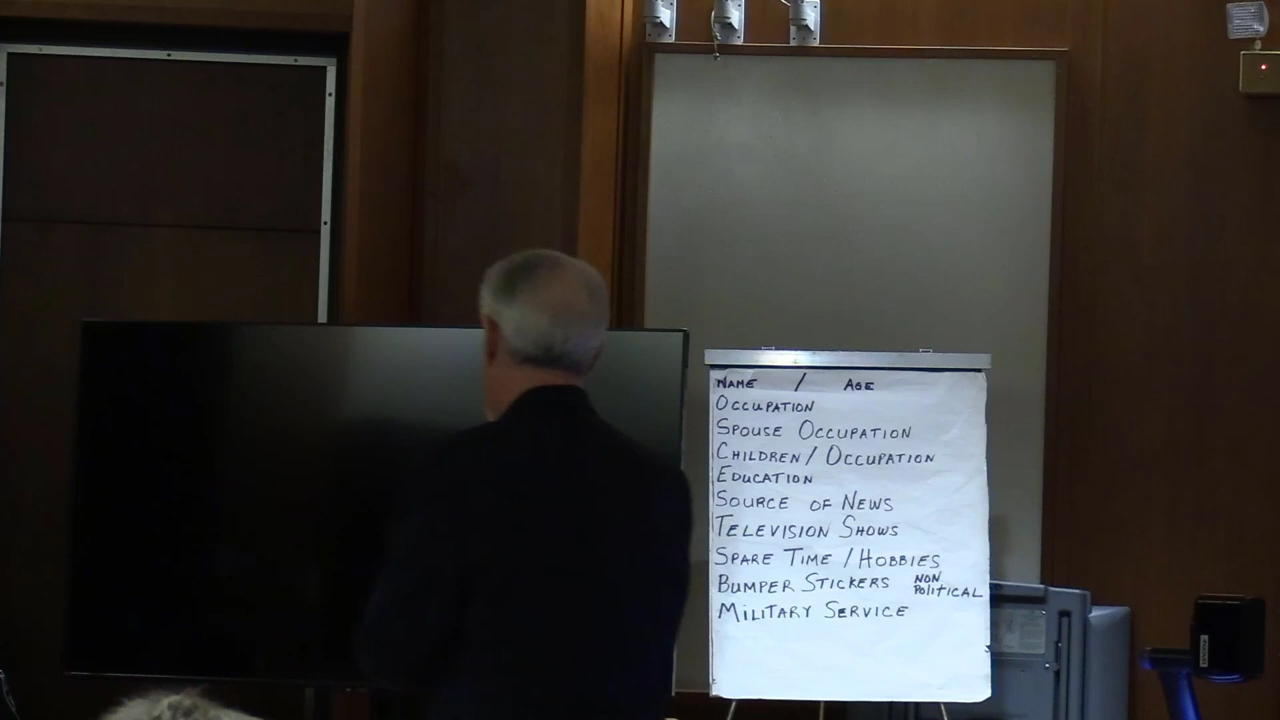 NAME / AGE
OCCUPATION
SPOUSE OCCUPATION
CHILDREN / OCCUPATION
EDUCATION
SOURCE OF NEWS
TELEVISION SHOWS
SPARE TIME / HOBBIES
BUMPER STICKERS NON POLITICAL
MILITARY SERVICE